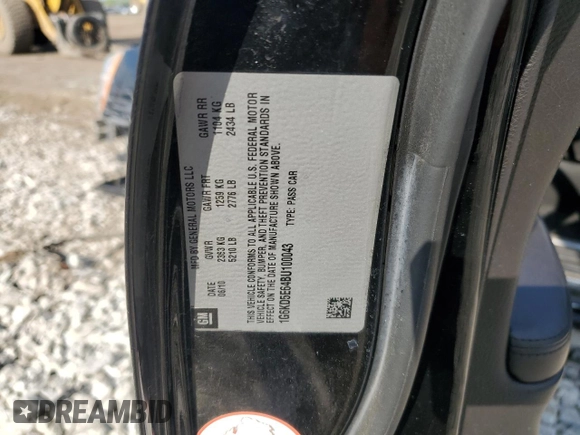 MFD BY GENERAL MOTORS LLC
DATE GVWR GAWR FRT GAWR RR
06/10 2363 KG 1259 KG 1104 KG
5210 LB 2776 LB 2434 LB
THIS VEHICLE CONFORMS TO ALL APPLICABLE U.S. FEDERAL MOTOR
VEHICLE SAFETY, BUMPER, AND THEFT PREVENTION STANDARDS IN
EFFECT ON THE DATE OF MANUFACTURE SHOWN ABOVE.
1G6KD5E64BU100043 TYPE: PASS CAR
GM
DREAMBID